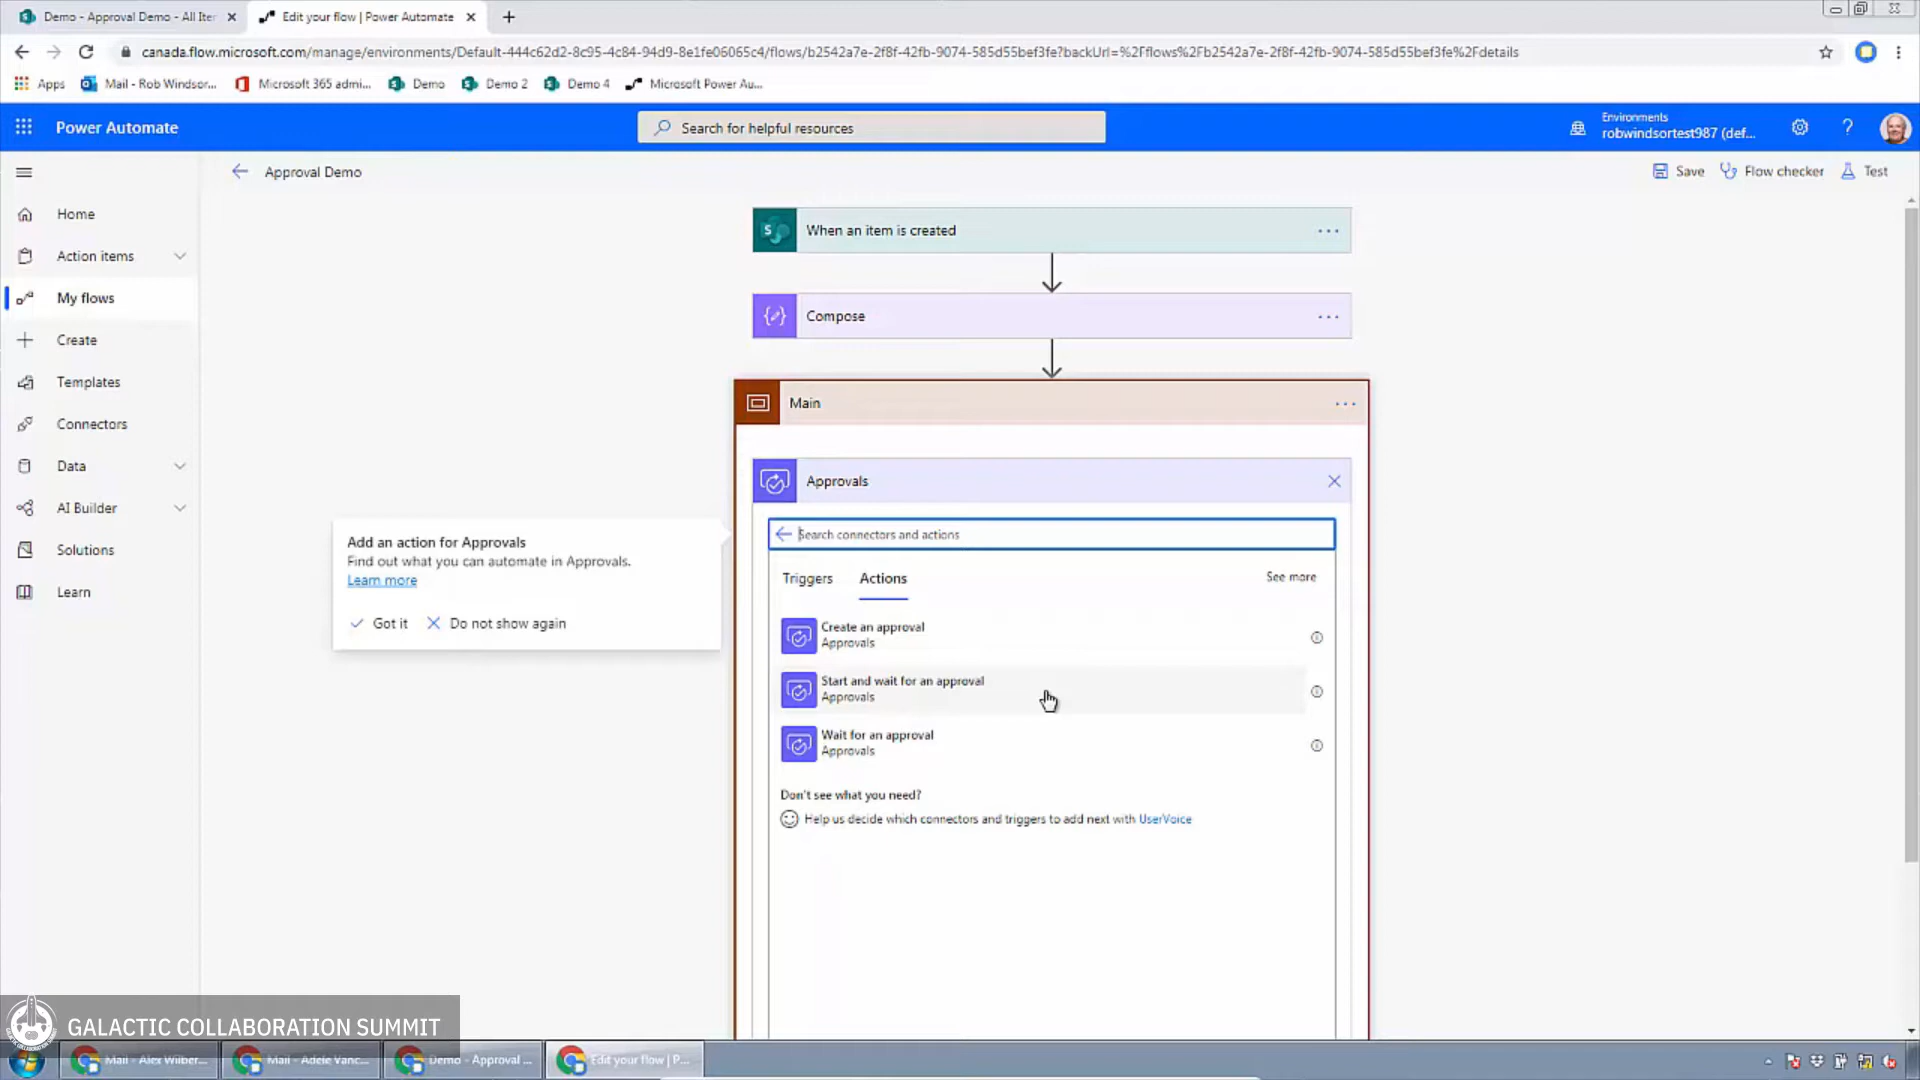 Demo - Approval Demo - All Iter
Edit your flow | Power Automate
canada.flow.microsoft.com/manage/environments/Default-444c62d2-8c95-4c84-94d9-8e1fe06065c4/flows/b2542a7e-2f8f-42fb-9074-585d55bef3fe?backUrl=%2Fflows%2Fb2542a7e-2f8f-42fb-9074-585d55bef3fe%2Fdetails
Apps
Mail - Rob Windsor...
Microsoft 365 admi...
Demo
Demo 2
Demo 4
Microsoft Power Au...
Power Automate
Search for helpful resources
Environments
robwindsortest987 (def...
Approval Demo
Save
Flow checker
Test
Home
Action items
My flows
Create
Templates
Connectors
Data
AI Builder
Solutions
Learn
When an item is created
Compose
Main
Approvals
Search connectors and actions
Triggers
Actions
See more
Create an approval
Approvals
Start and wait for an approval
Approvals
Wait for an approval
Approvals
Don't see what you need?
Help us decide which connectors and triggers to add next with UserVoice
Add an action for Approvals
Find out what you can automate in Approvals.
Learn more
Got it
Do not show again
GALACTIC COLLABORATION SUMMIT
Mail - Alex Wilber...
Mail - Adele Vanc...
Demo - Approval ...
Edit your flow | P...